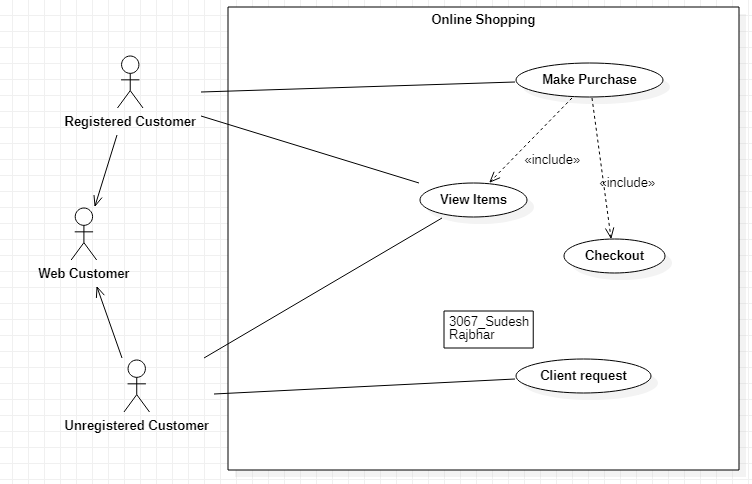 Online Shopping
Make Purchase
Registered Customer
«include»
«include»
View Items
Checkout
Web Customer
3067_Sudesh
Rajbhar
Client request
Unregistered Customer